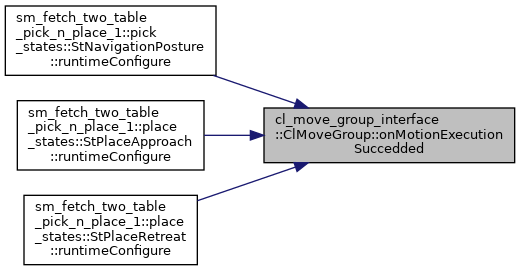 sm_fetch_two_table
_pick_n_place_1::pick
_states::StNavigationPosture
::runtimeConfigure
sm_fetch_two_table
_pick_n_place_1::place
_states::StPlaceApproach
::runtimeConfigure
sm_fetch_two_table
_pick_n_place_1::place
_states::StPlaceRetreat
::runtimeConfigure
cl_move_group_interface
::ClMoveGroup::onMotionExecution
Succedded